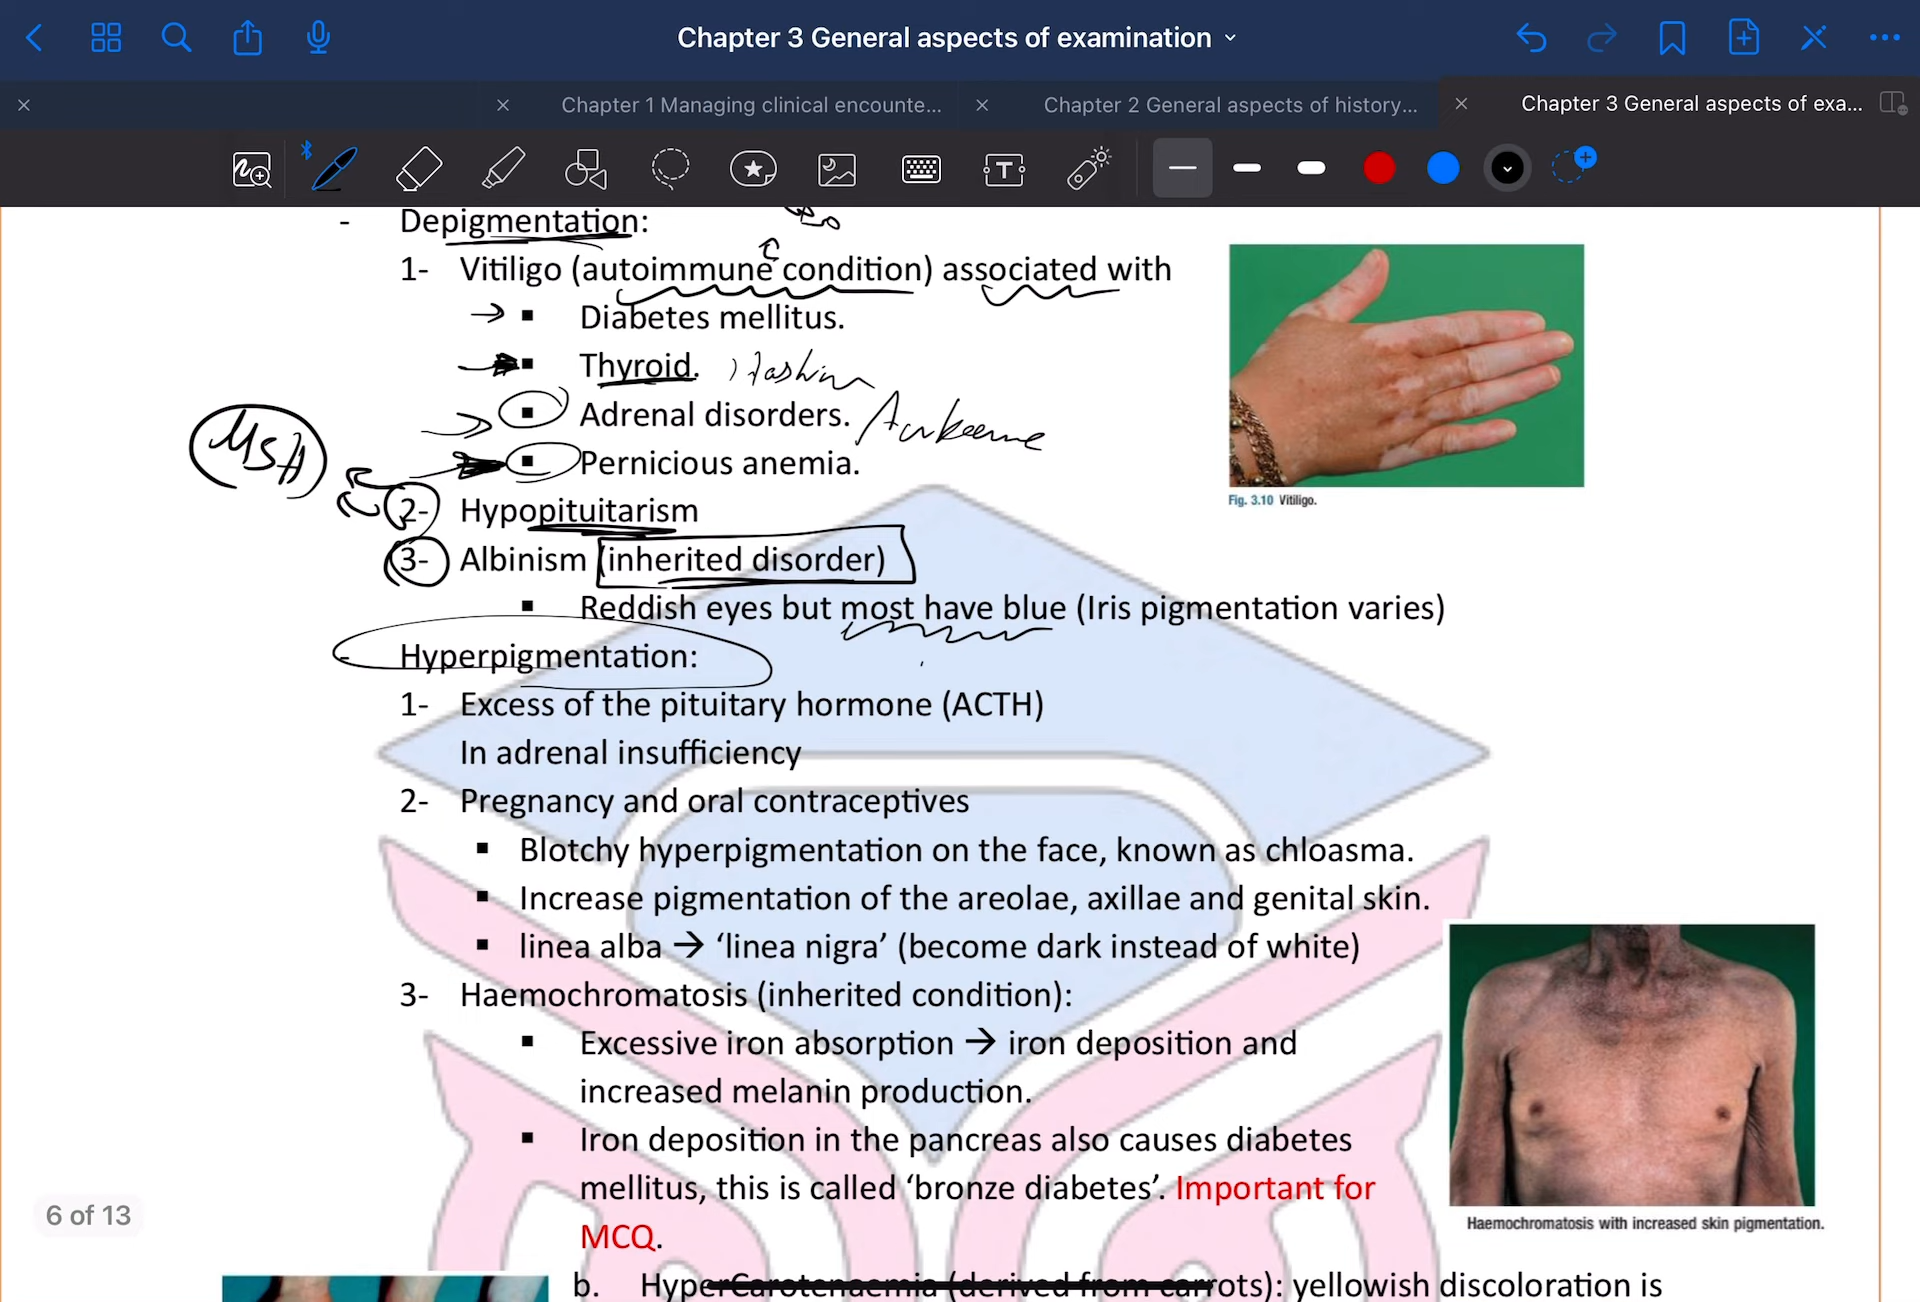 Chapter 3 General aspects of examination
Chapter 1 Managing clinical encounte...
Chapter 2 General aspects of history...
Chapter 3 General aspects of exa...
- Depigmentation:
1- Vitiligo (autoimmune condition) associated with
▪ Diabetes mellitus.
▪ Thyroid.
▪ Adrenal disorders.
▪ Pernicious anemia.
MSH
Fig. 3.10 Vitiligo.
2- Hypopituitarism
3- Albinism (inherited disorder)
▪ Reddish eyes but most have blue (Iris pigmentation varies)
- Hyperpigmentation:
1- Excess of the pituitary hormone (ACTH)
In adrenal insufficiency
2- Pregnancy and oral contraceptives
▪ Blotchy hyperpigmentation on the face, known as chloasma.
▪ Increase pigmentation of the areolae, axillae and genital skin.
▪ linea alba → ‘linea nigra’ (become dark instead of white)
3- Haemochromatosis (inherited condition):
▪ Excessive iron absorption → iron deposition and
increased melanin production.
▪ Iron deposition in the pancreas also causes diabetes
mellitus, this is called ‘bronze diabetes’. Important for
MCQ.
Haemochromatosis with increased skin pigmentation.
6 of 13
b. HyperCarotenaemia (derived from carrots): yellowish discoloration is